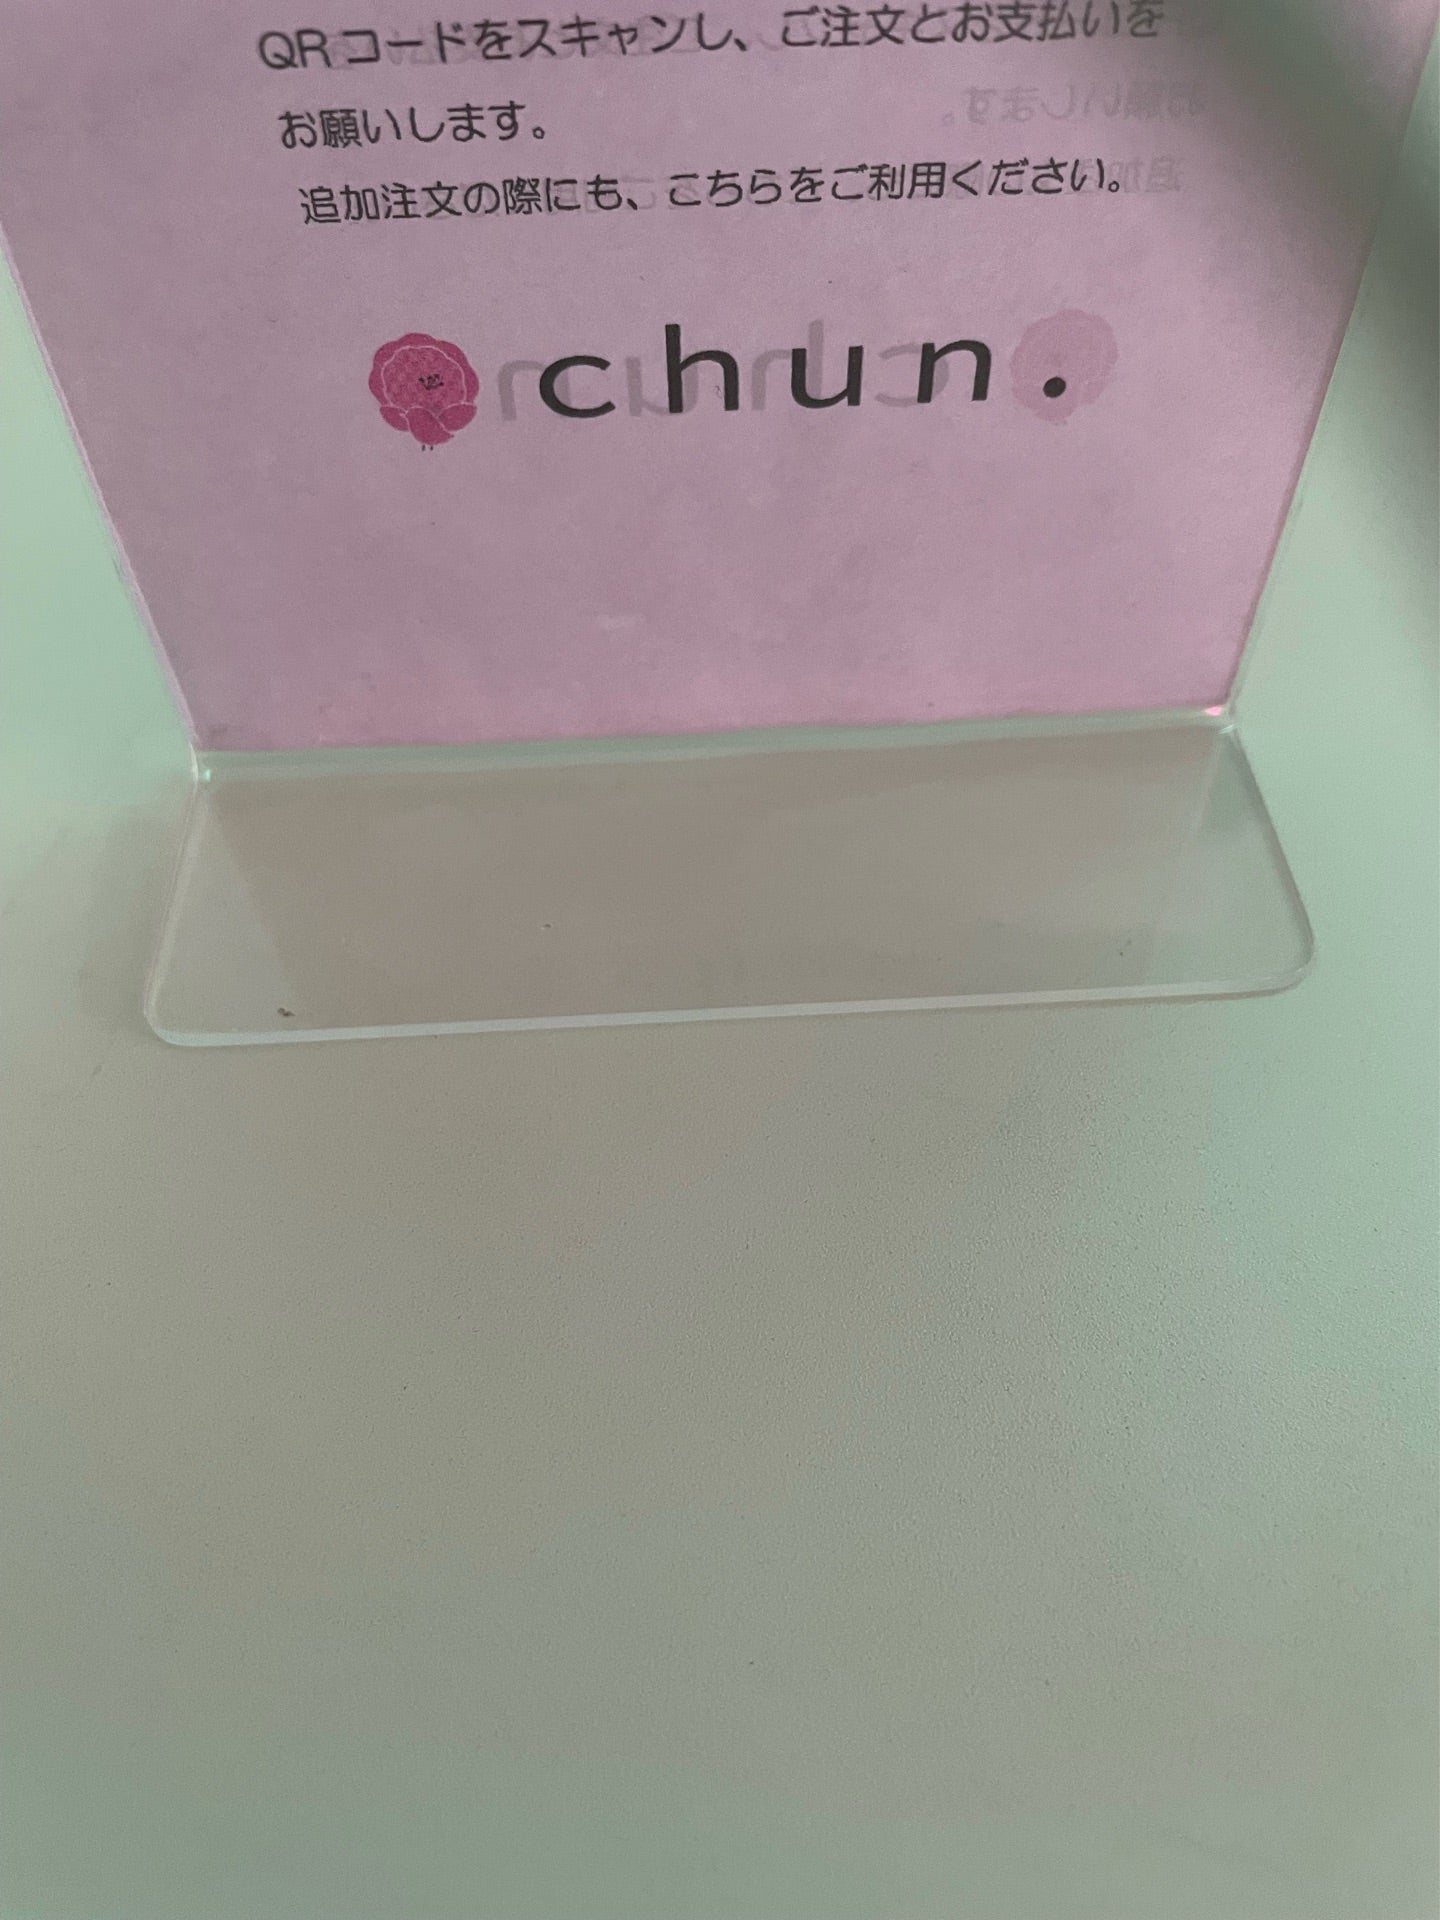 QRコードをスキャンし、ご注文とお支払いを
お願いします。
追加注文の際にも、こちらをご利用ください。
chun.